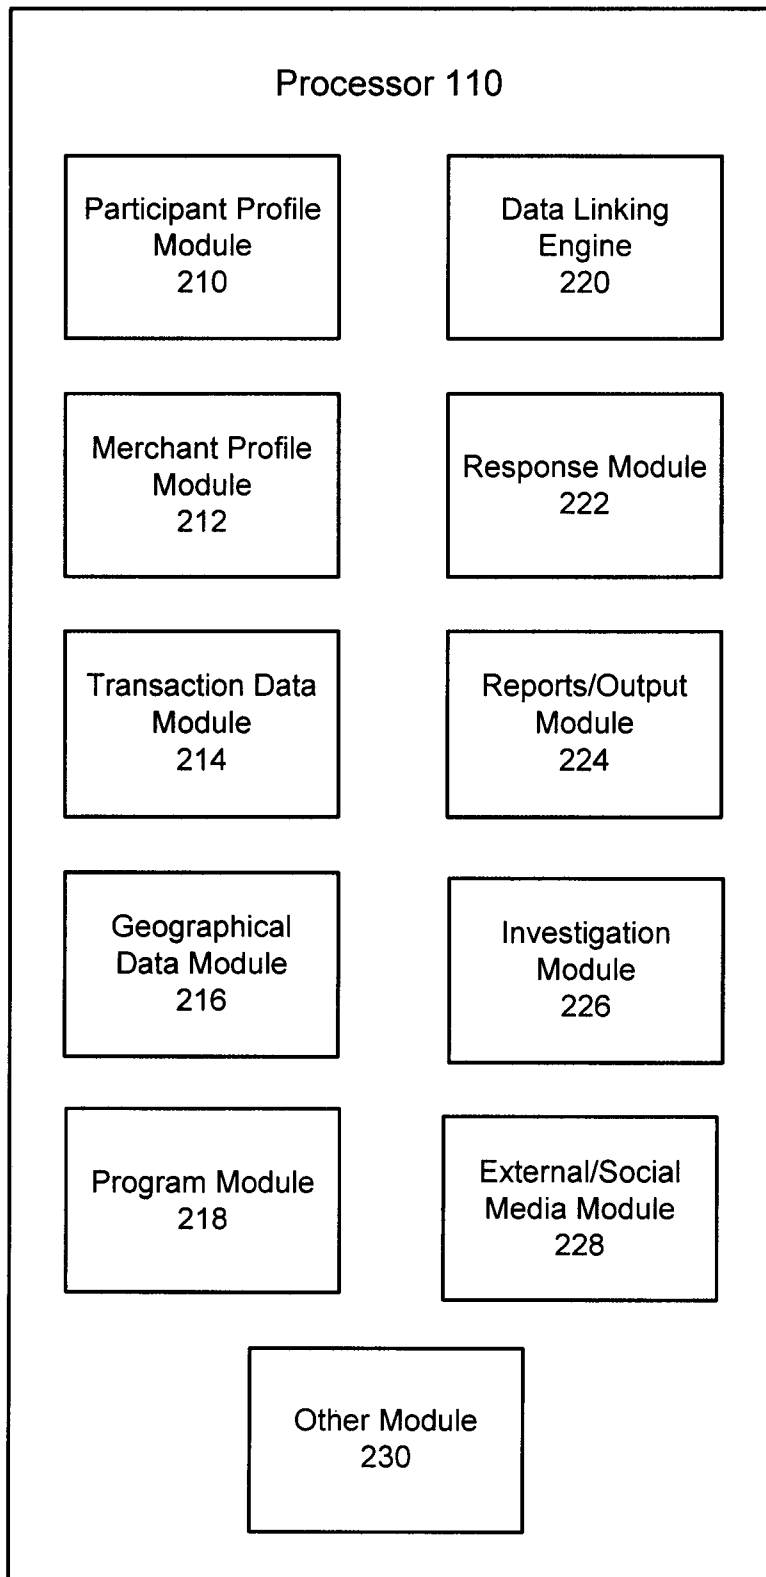 Processor 110
Participant Profile
Module
210
Data Linking
Engine
220
Merchant Profile
Module
212
Response Module
222
Transaction Data
Module
214
Reports/Output
Module
224
Geographical
Data Module
216
Investigation
Module
226
Program Module
218
External/Social
Media Module
228
Other Module
230